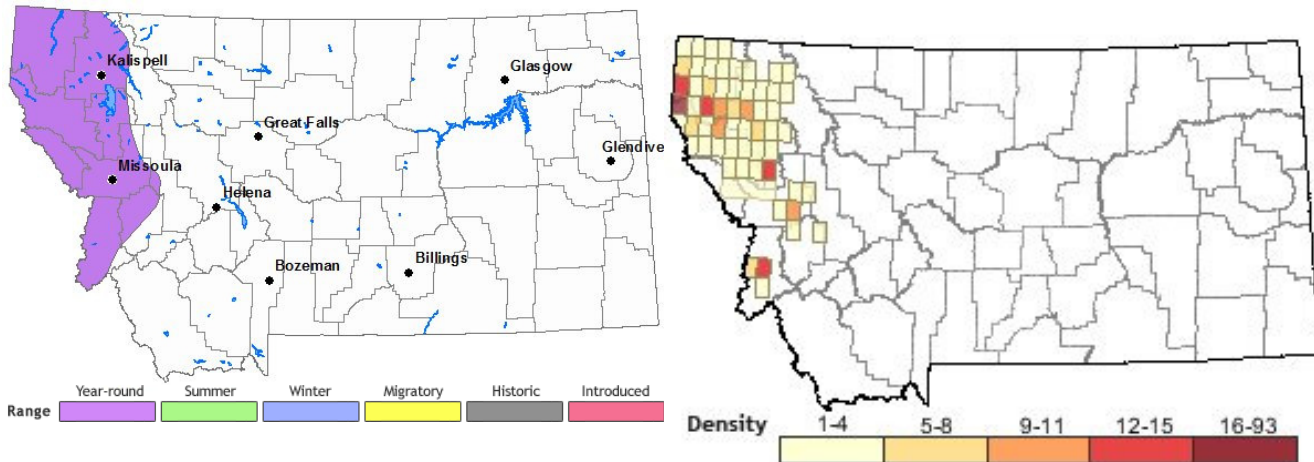 Kalispell
Glasgow
Great Falls
Glendive
Missoula
Helena
Bozeman
Billings
Year-round Summer Winter Migratory Historic Introduced
Range
Density 1-4 5-8 9-11 12-15 16-93